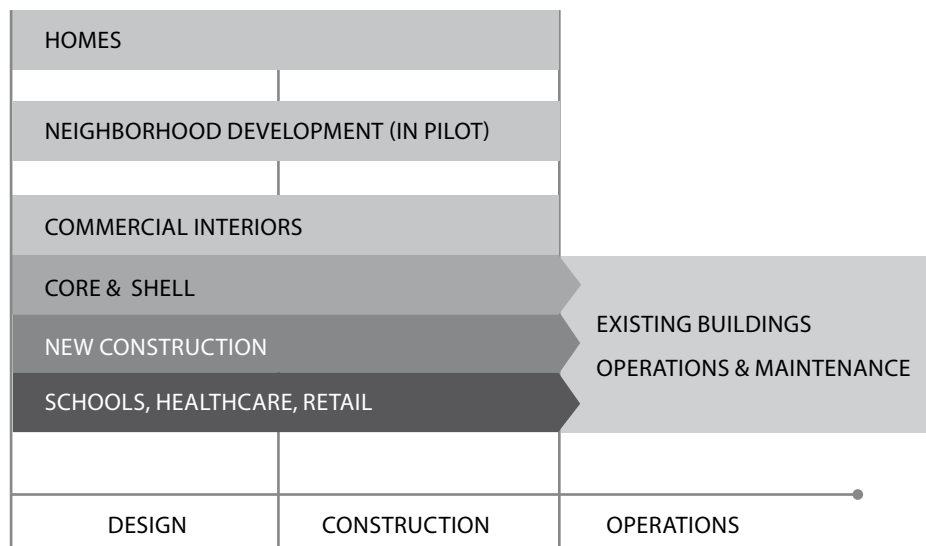 HOMES
NEIGHBORHOOD DEVELOPMENT (IN PILOT)
COMMERCIAL INTERIORS
CORE & SHELL
NEW CONSTRUCTION
SCHOOLS, HEALTHCARE, RETAIL
EXISTING BUILDINGS
OPERATIONS & MAINTENANCE
DESIGN
CONSTRUCTION
OPERATIONS